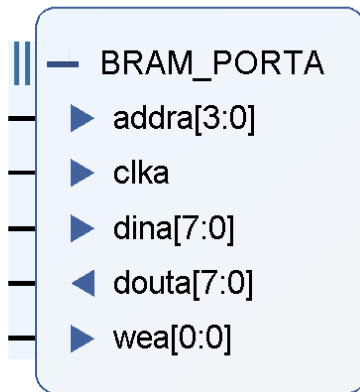 BRAM_PORTA
addra[3:0]
clka
dina[7:0]
douta[7:0]
wea[0:0]